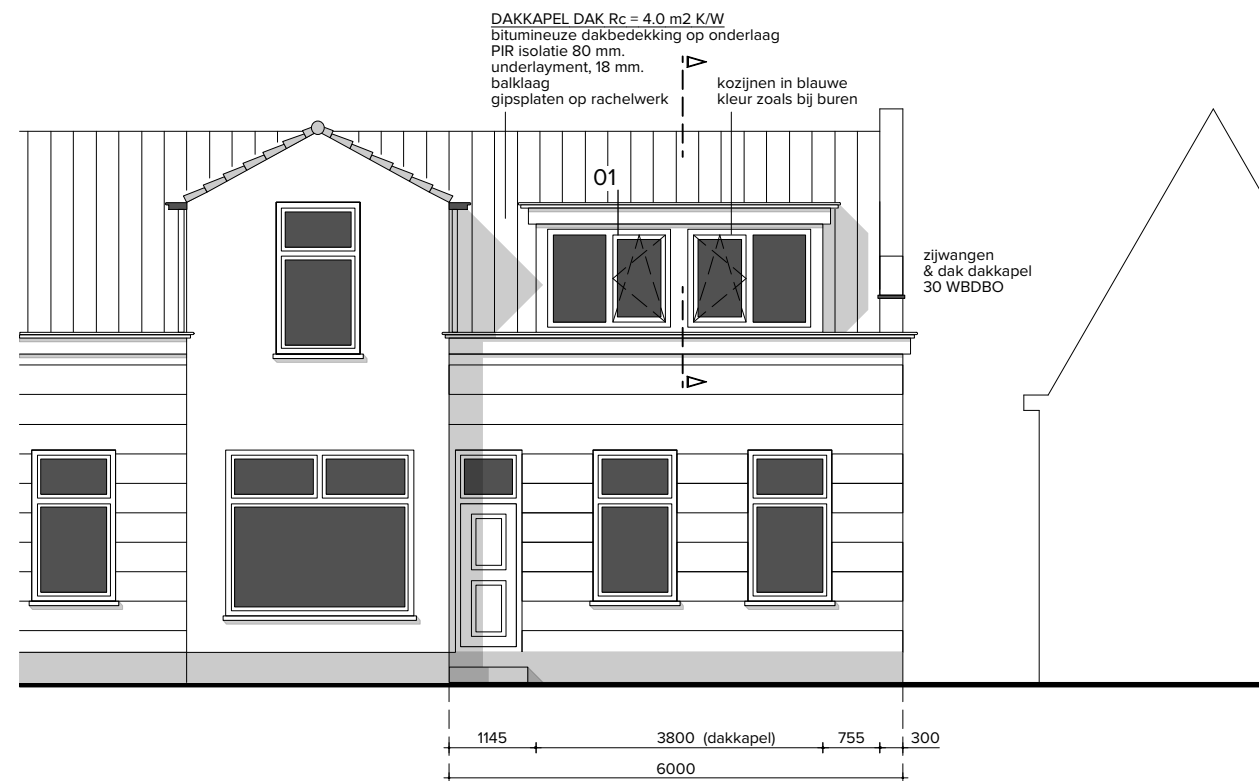 DAKKAPEL DAK Rc = 4.0 m2 K/W
bitumineuze dakbedekking op onderlaag
PIR isolatie 80 mm.
underlayment, 18 mm.
balklaag
gipsplaten op rachelwerk
kozijnen in blauwe
kleur zoals bij buren
01
zijwangen
& dak dakkapel
30 WBDBO
1145
3800 (dakkapel)
755
300
6000